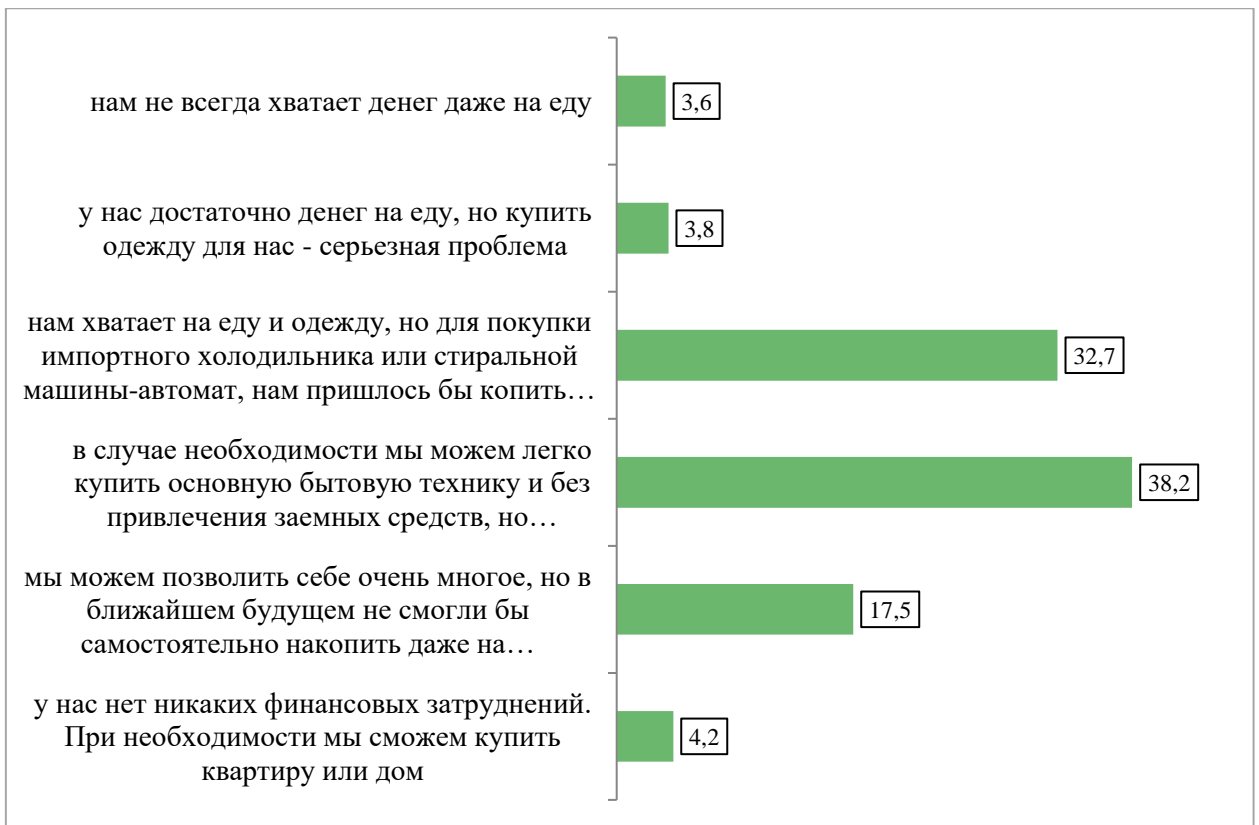 нам не всегда хватает денег даже на еду
3,6
у нас достаточно денег на еду, но купить
одежду для нас - серьезная проблема
3,8
нам хватает на еду и одежду, но для покупки
импортного холодильника или стиральной
машины-автомат, нам пришлось бы копить…
32,7
в случае необходимости мы можем легко
купить основную бытовую технику и без
привлечения заемных средств, но…
38,2
мы можем позволить себе очень многое, но в
ближайшем будущем не смогли бы
самостоятельно накопить даже на…
17,5
у нас нет никаких финансовых затруднений.
При необходимости мы сможем купить
квартиру или дом
4,2